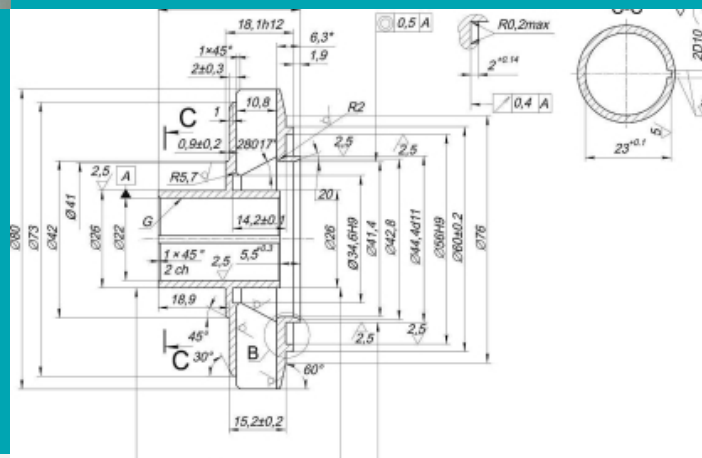 18,1h12
0,5 A
R0,2max
6,3*
1×45°
1,9
2±0,3
2+0.14
2D10
1
10,8
R2
0,4 A
C
0,9±0,2
28017"
2,5
2,5
5
23+0.1
2,5
A
R5,7
20
G
14,2±0.1
1×45°
2 ch
5,5+0.3
2,5
18,9
Ø80
Ø73
Ø42
Ø41
Ø26
Ø22
Ø26
Ø34,6H9
Ø41,4
Ø42,8
Ø44,4d11
Ø56H9
Ø60±0.2
Ø76
2,5
2,5
45°
C
30°
B
60°
15,2±0,2